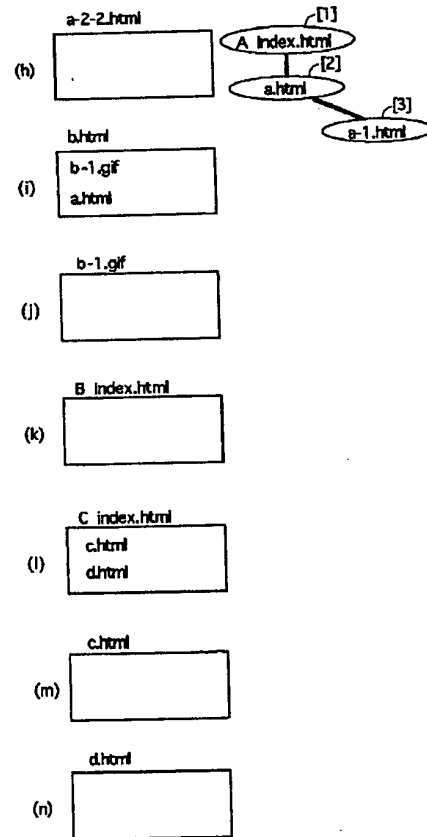 a-2-2.html
(h)
[1]
A index.html
[2]
a.html
[3]
a-1.html
b.html
(i)
b-1.gif
a.html
b-1.gif
(j)
B index.html
(k)
C index.html
(l)
c.html
d.html
c.html
(m)
d.html
(n)